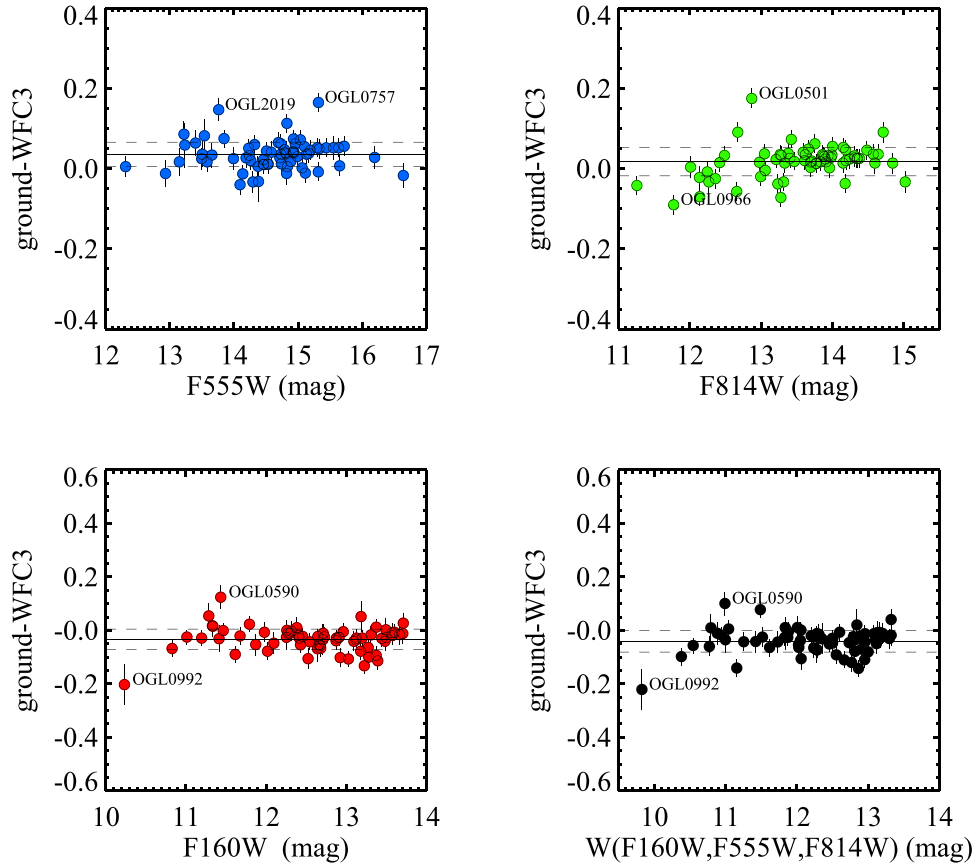 0.4
0.2
0.0
-0.2
-0.4
ground-WFC3
OGL2019
OGL0757
12 13 14 15 16 17
F555W (mag)
0.4
0.2
0.0
-0.2
-0.4
ground-WFC3
OGL0501
OGL0966
11 12 13 14 15
F814W (mag)
0.6
0.4
0.2
-0.0
-0.2
-0.4
-0.6
ground-WFC3
OGL0590
OGL0992
10 11 12 13 14
F160W (mag)
0.6
0.4
0.2
-0.0
-0.2
-0.4
-0.6
ground-WFC3
OGL0590
OGL0992
10 11 12 13 14
W(F160W,F555W,F814W) (mag)